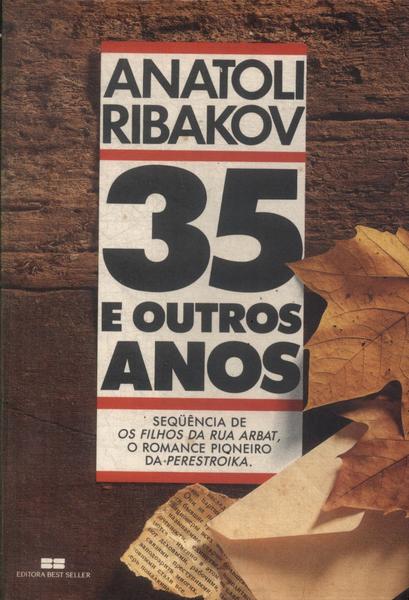 ANATOLI
RIBAKOV
35
E OUTROS
ANOS
SEQÜÊNCIA DE
OS FILHOS DA RUA ARBAT,
O ROMANCE PIONEIRO
DA PERESTROIKA.
BS
EDITORA BEST SELLER